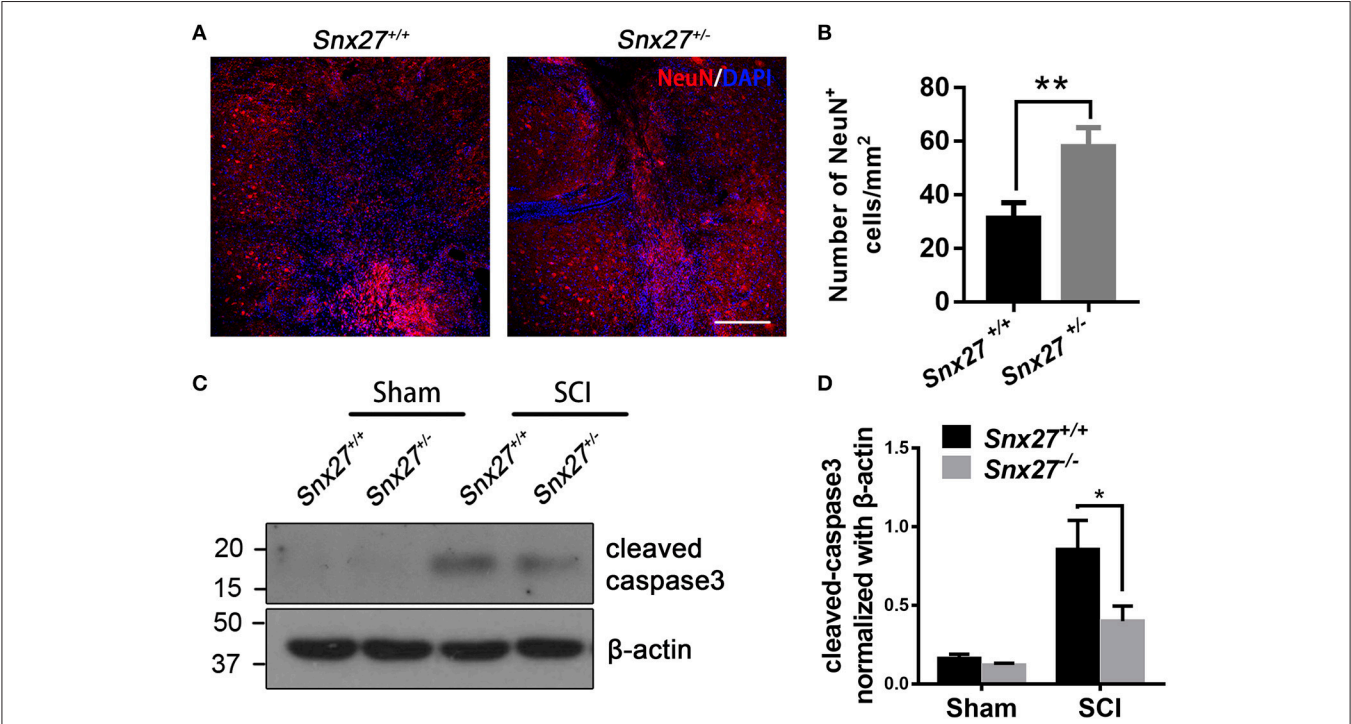 A
Snx27+/+
Snx27+/-
NeuN/DAPI
B
Number of NeuN+
cells/mm2
80
60
40
20
0
**
Snx27+/+
Snx27+/-
C
Sham
SCI
Snx27+/+
Snx27+/-
Snx27+/+
Snx27+/-
20
15
cleaved
caspase3
50
37
β-actin
D
Snx27+/+
Snx27-/-
cleaved-caspase3
normalized with β-actin
1.5
1.0
0.5
0.0
*
Sham
SCI